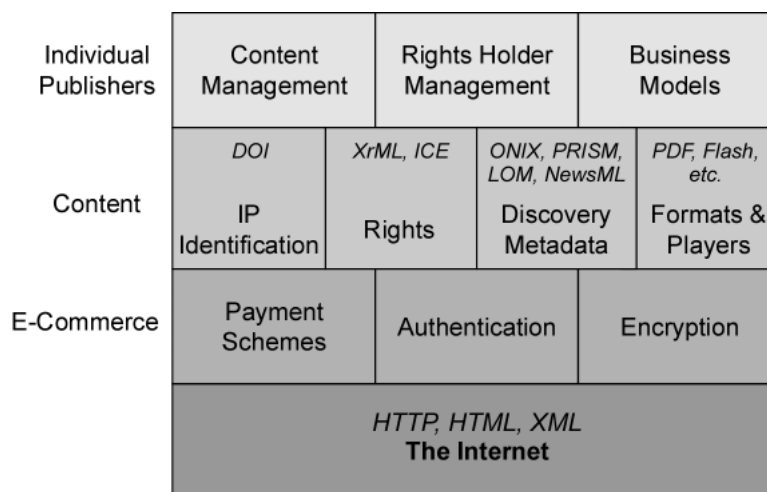 Individual
Publishers
Content
Management
Rights Holder
Management
Business
Models
Content
DOI
IP
Identification
XrML, ICE
Rights
ONIX, PRISM,
LOM, NewsML
Discovery
Metadata
PDF, Flash,
etc.
Formats &
Players
E-Commerce
Payment
Schemes
Authentication
Encryption
HTTP, HTML, XML
The Internet